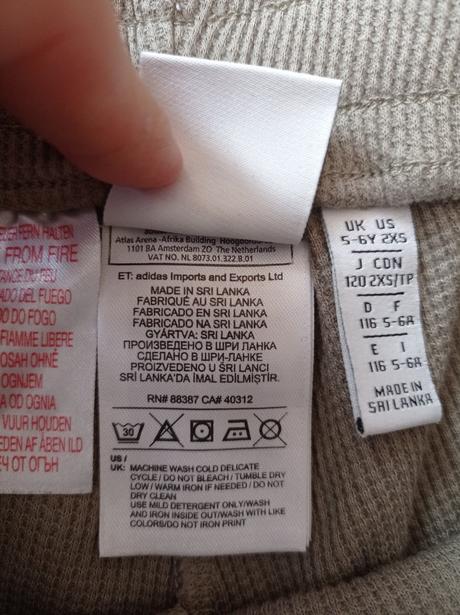 FERN HALTEN
FROM FIRE
DEL FUEGO
DO FOGO
FIAMME LIBERE
OHNĚ
OGNJEM
OD OGNIA
VUUR HOUDEN
AF ÅBEN ILD
ОТ ОГЪН
Atlas Arena -Afrika Building
1101 BA Amsterdam ZO The Netherlands
VAT NO. NL 8073.01.322.B.01
ET: adidas Imports and Exports Ltd
MADE IN SRI LANKA
FABRIQUÉ AU SRI LANKA
FABRICADO EN SRI LANKA
FABRICADO NO SRI LANKA
GYÁRTVA: SRI LANKA
ПРОИЗВЕДЕНО В ШРИ ЛАНКА
СДЕЛАНО В ШРИ-ЛАНКЕ
PROIZVEDENO U ŠRI LANCI
SRİ LANKA'DA İMAL EDİLMİŞTİR.
RN# 88387 CA# 40312
30
US /
UK: MACHINE WASH COLD DELICATE
CYCLE / DO NOT BLEACH / TUMBLE DRY
LOW / WARM IRON IF NEEDED / DO NOT
DRY CLEAN
USE MILD DETERGENT ONLY/WASH
AND IRON INSIDE OUT/WASH WITH LIKE
COLORS/DO NOT IRON PRINT
UK US
5-6Y 2XS
J CDN
120 2XS/TP
D F
116 5-6A
E I
116 5-6A
MADE IN
SRI LANKA